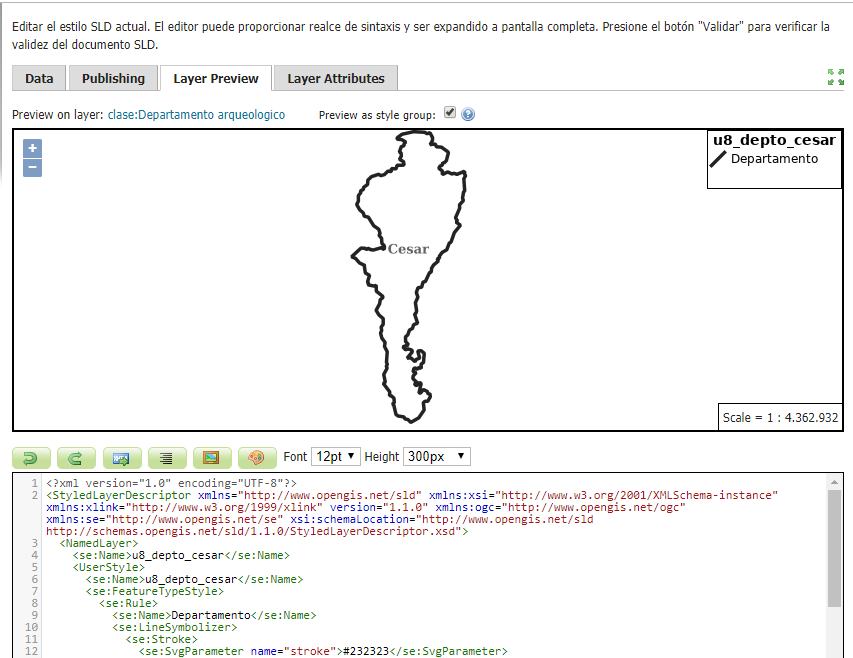 Editar el estilo SLD actual. El editor puede proporcionar realce de sintaxis y ser expandido a pantalla completa. Presione el botón "Validar" para verificar la
validez del documento SLD.
Data Publishing Layer Preview Layer Attributes
Preview on layer: clase:Departamento arqueologico Preview as style group:
+
−
u8_depto_cesar
Departamento
Cesar
Scale = 1 : 4.362.932
Font 12pt Height 300px
1 <?xml version="1.0" encoding="UTF-8"?>
2 <StyledLayerDescriptor xmlns="http://www.opengis.net/sld" xmlns:xsi="http://www.w3.org/2001/XMLSchema-instance"
xmlns:xlink="http://www.w3.org/1999/xlink" version="1.1.0" xmlns:ogc="http://www.opengis.net/ogc"
xmlns:se="http://www.opengis.net/se" xsi:schemaLocation="http://www.opengis.net/sld
http://schemas.opengis.net/sld/1.1.0/StyledLayerDescriptor.xsd">
3 <NamedLayer>
4 <se:Name>u8_depto_cesar</se:Name>
5 <UserStyle>
6 <se:Name>u8_depto_cesar</se:Name>
7 <se:FeatureTypeStyle>
8 <se:Rule>
9 <se:Name>Departamento</se:Name>
10 <se:LineSymbolizer>
11 <se:Stroke>
12 <se:SvgParameter name="stroke">#232323</se:SvgParameter>